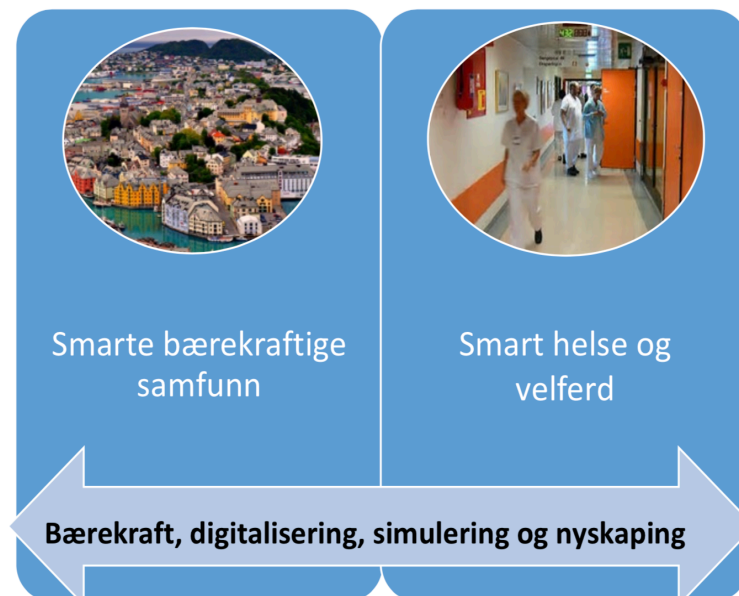 Smarte bærekraftige
samfunn
Smart helse og
velferd
Bærekraft, digitalisering, simulering og nyskaping